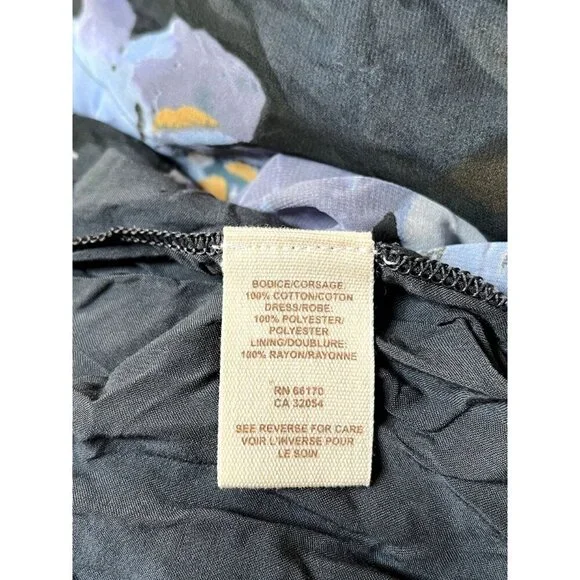 BODICE/CORSAGE:
100% COTTON/COTON
DRESS/ROBE:
100% POLYESTER/
POLYESTER
LINING/DOUBLURE:
100% RAYON/RAYONNE
RN 66170
CA 32054
SEE REVERSE FOR CARE
VOIR L'INVERSE POUR
LE SOIN